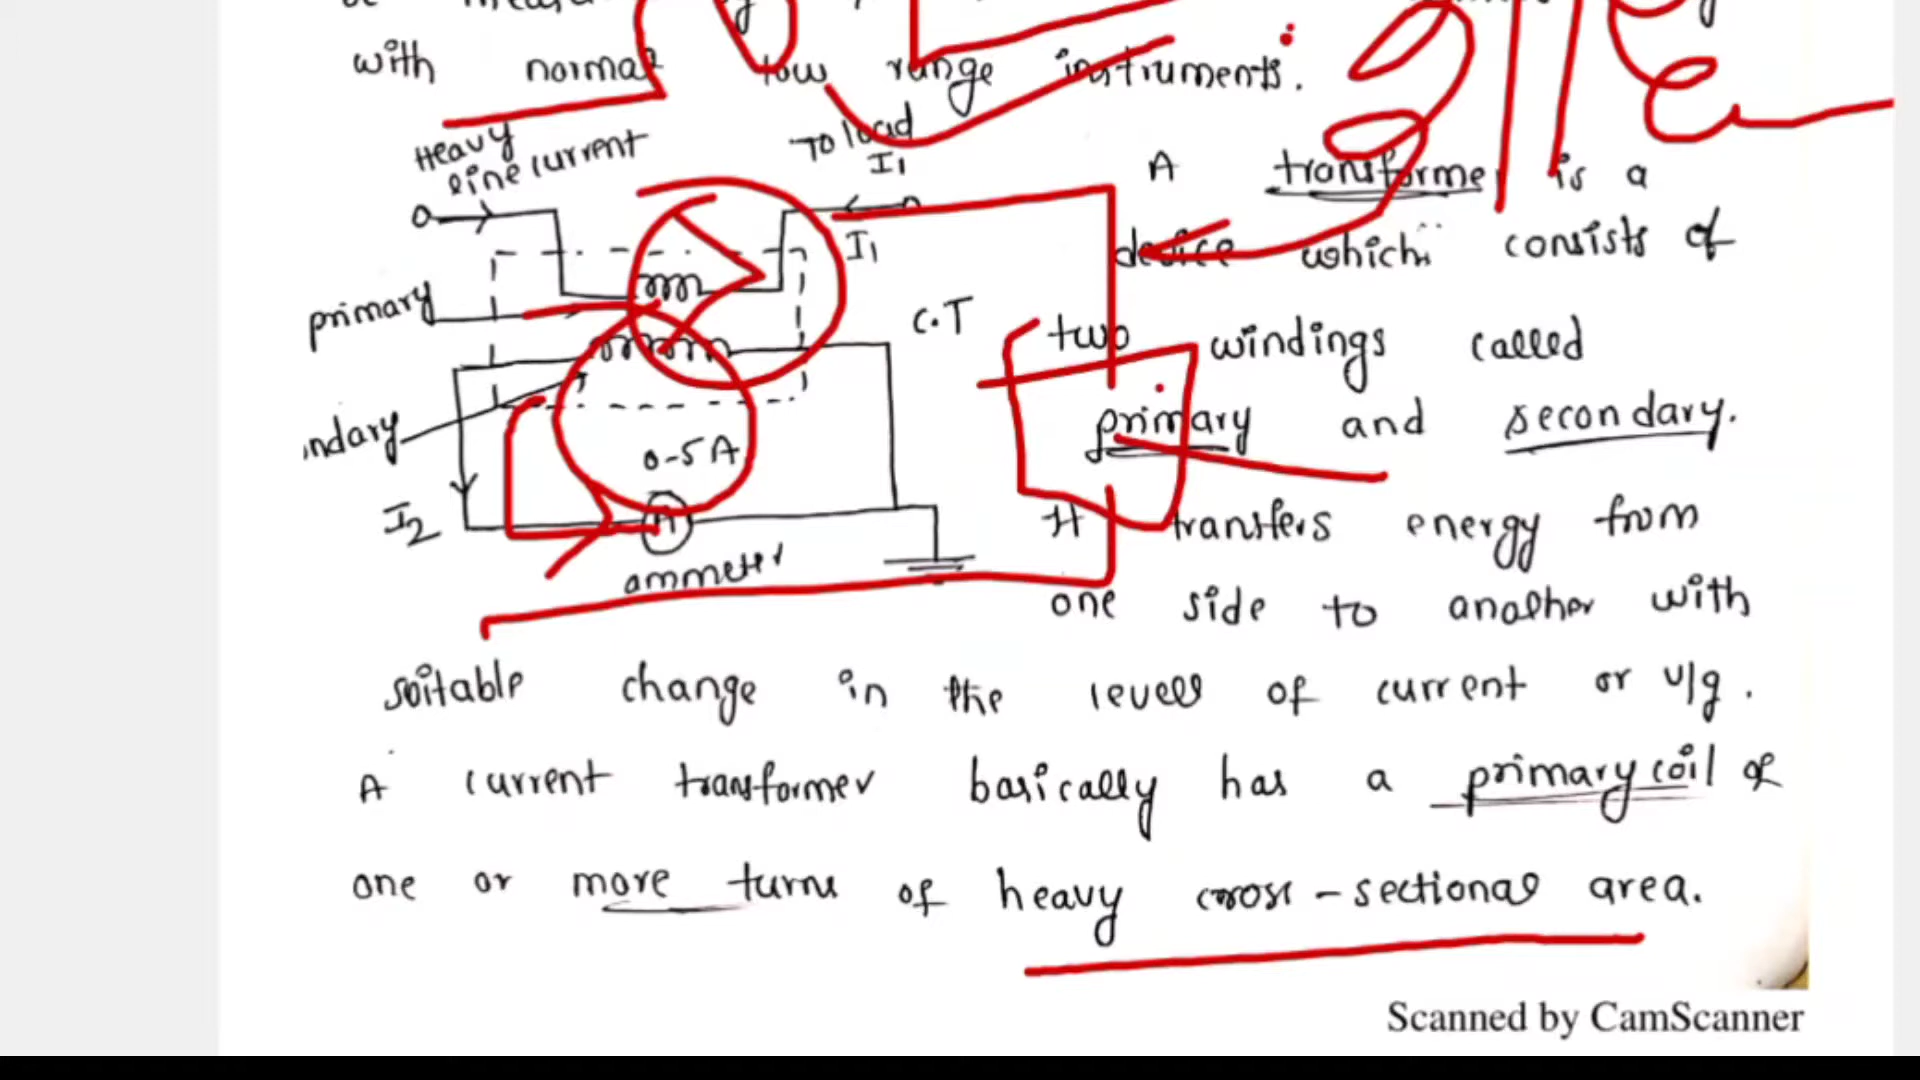 with normal low range instruments.
Heavy
line current
To load
I1
A transformer is a
I1
device which consists of
primary
C.T
two windings called
ndary
0-5A
primary and secondary.
I2
A
It transfers energy from
ammeter
one side to another with
suitable change in the levels of current or v/g.
A current transformer basically has a primary coil of
one or more turns of heavy cross-sectional area.
Scanned by CamScanner